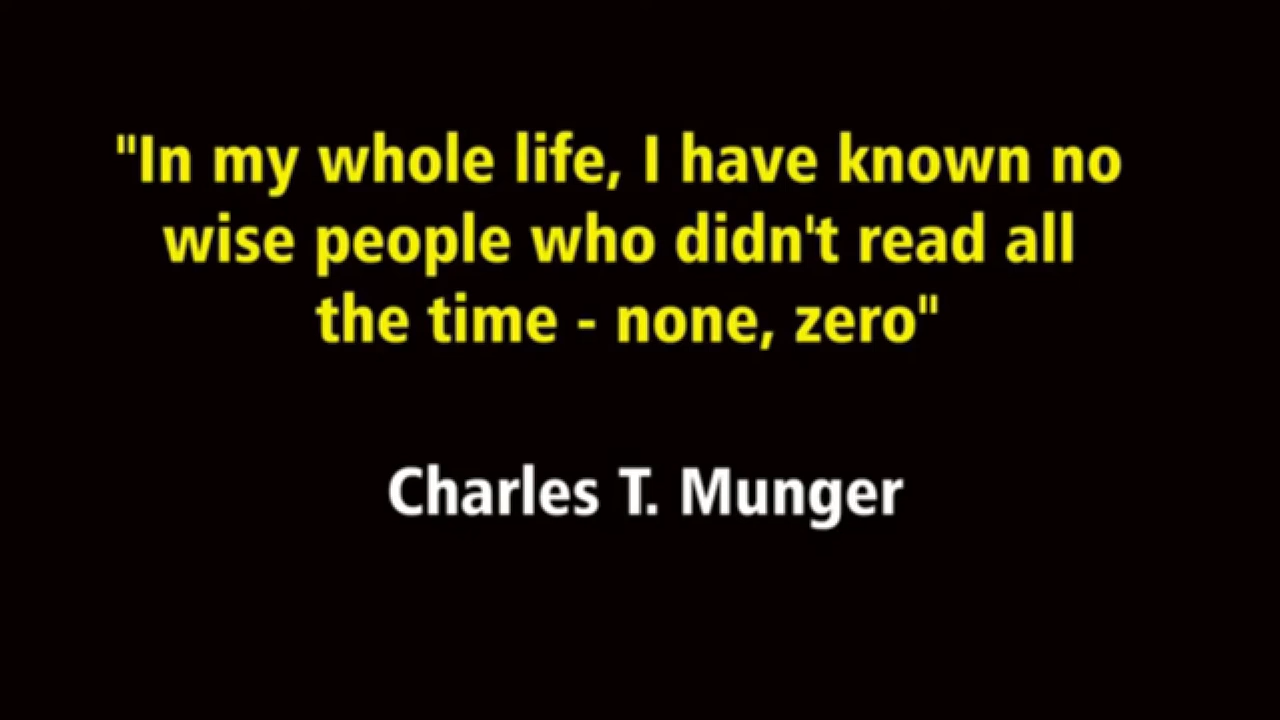 "In my whole life, I have known no
wise people who didn't read all
the time - none, zero"
Charles T. Munger